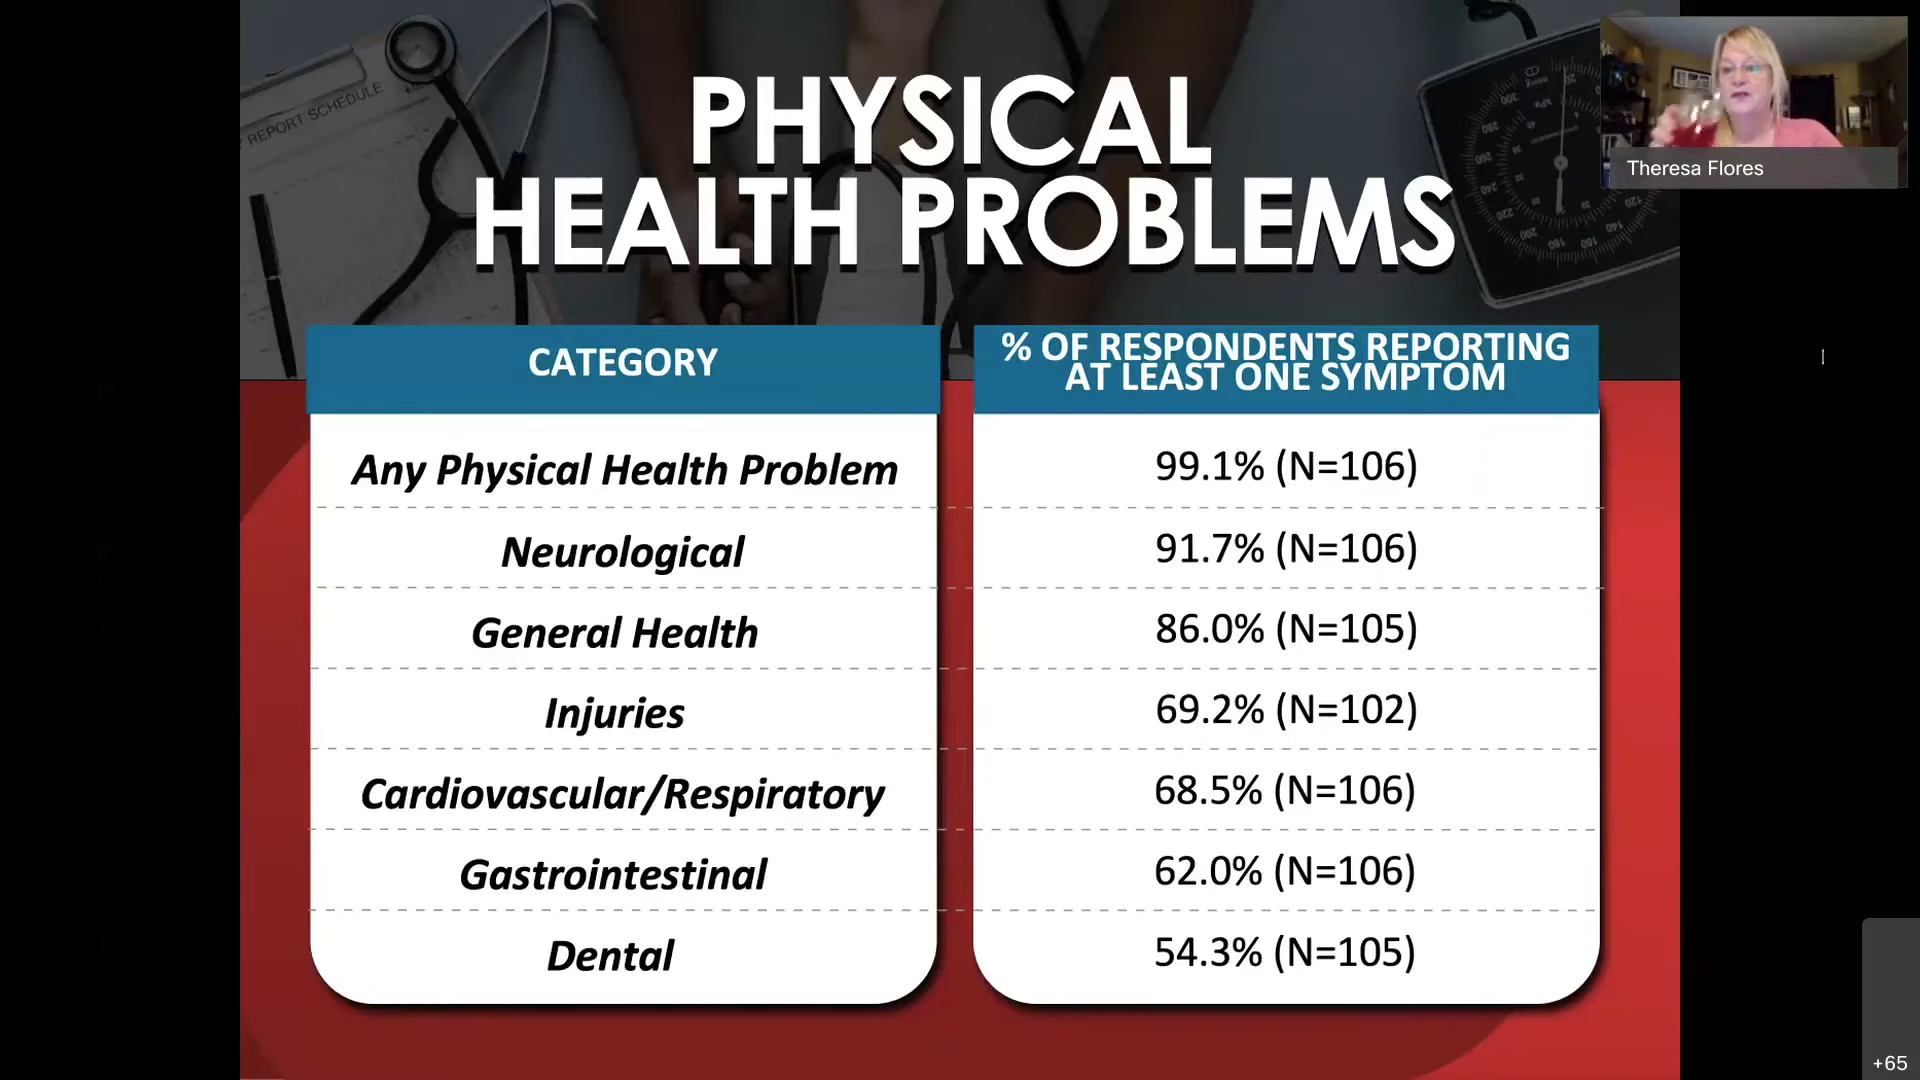 PHYSICAL
HEALTH PROBLEMS
REPORT SCHEDULE
Theresa Flores
CATEGORY
% OF RESPONDENTS REPORTING
AT LEAST ONE SYMPTOM
Any Physical Health Problem
99.1% (N=106)
Neurological
91.7% (N=106)
General Health
86.0% (N=105)
Injuries
69.2% (N=102)
Cardiovascular/Respiratory
68.5% (N=106)
Gastrointestinal
62.0% (N=106)
Dental
54.3% (N=105)
+65